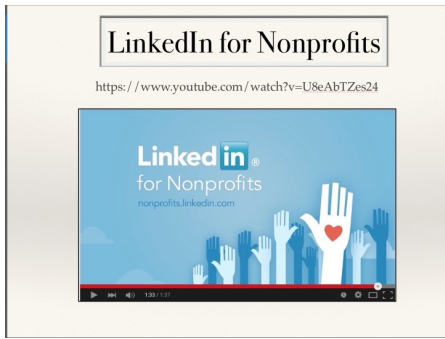 LinkedIn for Nonprofits
https://www.youtube.com/watch?v=U8eAbTZes24
Linked in ®
for Nonprofits
nonprofits.linkedin.com
1:33 / 1:37